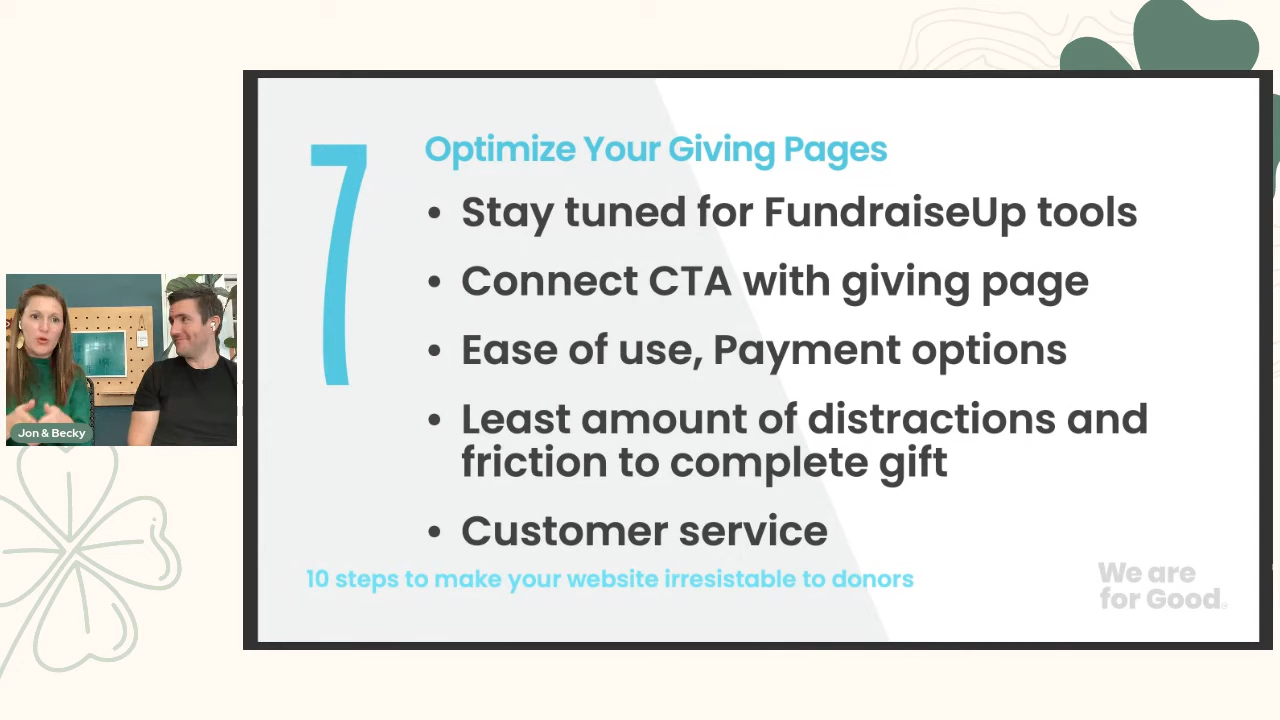 7
Optimize Your Giving Pages
• Stay tuned for FundraiseUp tools
• Connect CTA with giving page
• Ease of use, Payment options
• Least amount of distractions and
friction to complete gift
• Customer service
10 steps to make your website irresistable to donors
We are
for Good
Jon & Becky